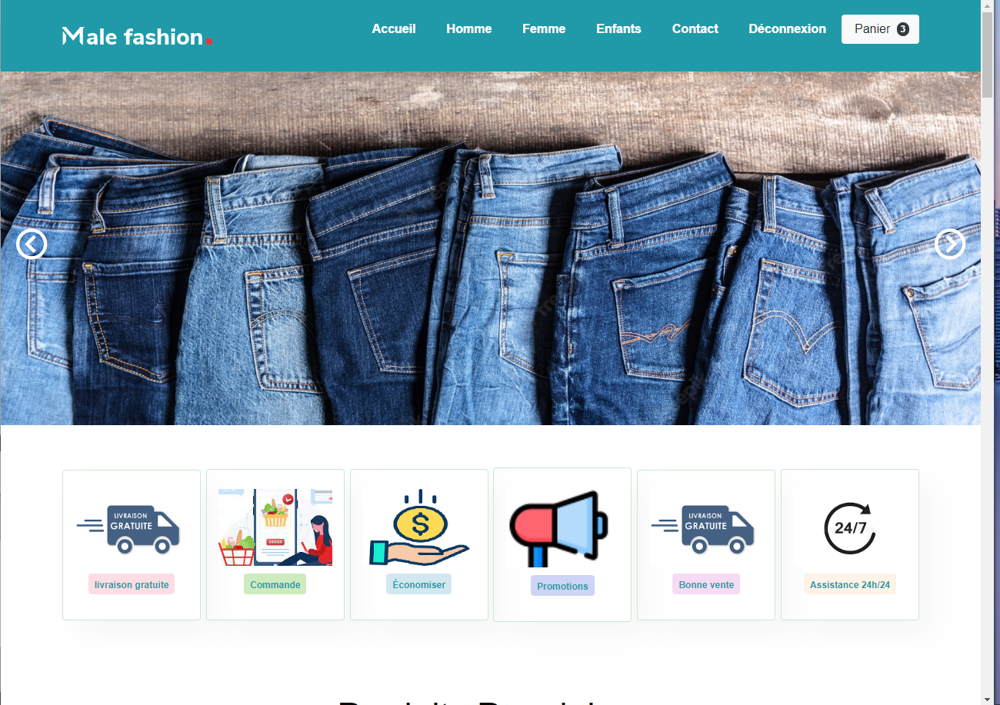 Male fashion.
Accueil
Homme
Femme
Enfants
Contact
Déconnexion
Panier 3
LIVRAISON
GRATUITE
livraison gratuite
ORDER
Commande
$
Économiser
Promotions
LIVRAISON
GRATUITE
Bonne vente
24/7
Assistance 24h/24